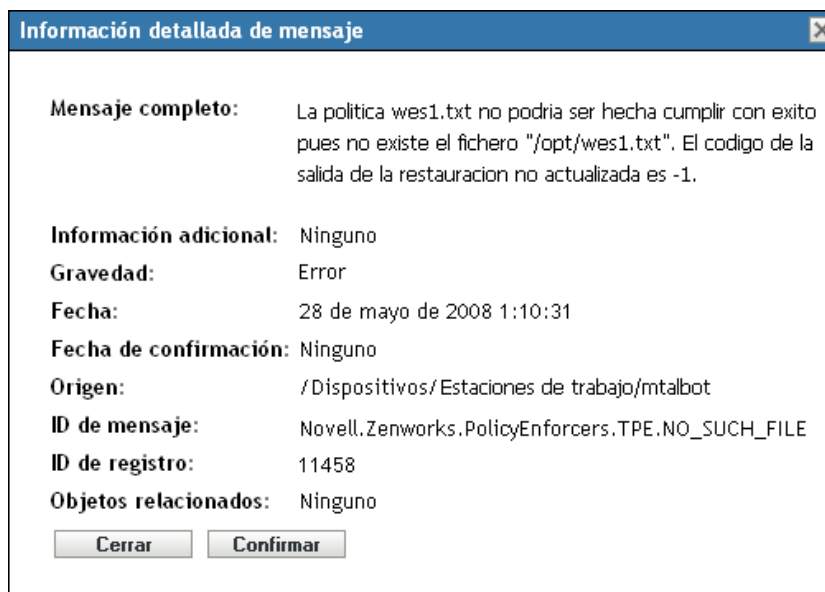 Información detallada de mensaje
Mensaje completo: La politica wes1.txt no podria ser hecha cumplir con exito
pues no existe el fichero "/opt/wes1.txt". El codigo de la
salida de la restauracion no actualizada es -1.
Información adicional: Ninguno
Gravedad: Error
Fecha: 28 de mayo de 2008 1:10:31
Fecha de confirmación: Ninguno
Origen: /Dispositivos/Estaciones de trabajo/mtalbot
ID de mensaje: Novell.Zenworks.PolicyEnforcers.TPE.NO_SUCH_FILE
ID de registro: 11458
Objetos relacionados: Ninguno
Cerrar Confirmar